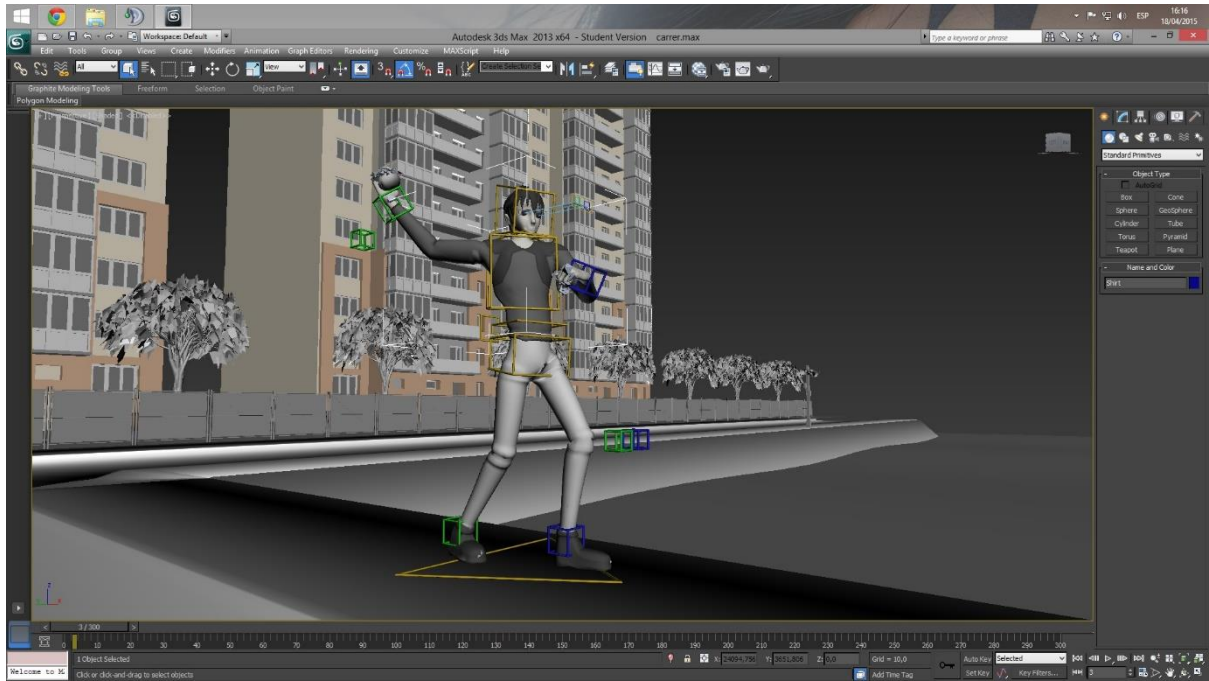 ESP
16:16
18/04/2015
Workspace: Default
Autodesk 3ds Max 2013 x64 - Student Version carrer.max
Type a keyword or phrase
Edit Tools Group Views Create Modifiers Animation Graph Editors Rendering Customize MAXScript Help
All
View
Graphite Modeling Tools Freeform Selection Object Paint
Polygon Modeling
Standard Primitives
Object Type
AutoGrid
Box Cone
Sphere GeoSphere
Cylinder Tube
Torus Pyramid
Teapot Plane
Name and Color
Shirt
3 / 300
0 10 20 30 40 50 60 70 80 90 100 110 120 130 140 150 160 170 180 190 200 210 220 230 240 250 260 270 280 290 300
1 Object Selected
X: Y: Z: 0,0
Grid = 10,0
Auto Key Selected
Welcome to M
Click or click-and-drag to select objects
Add Time Tag
Set Key Key Filters...
3